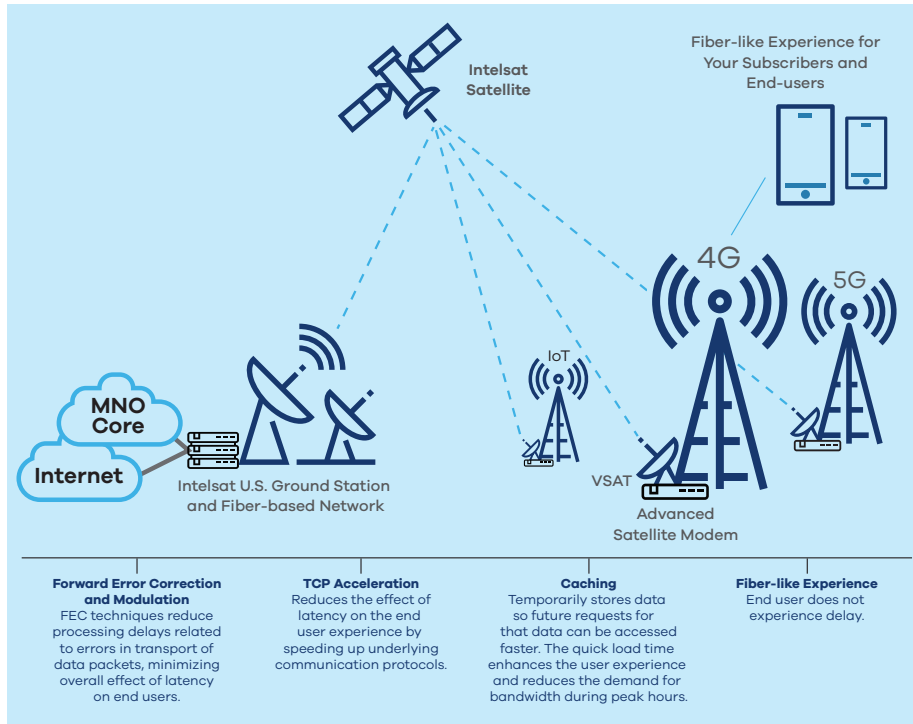 Intelsat
Satellite
Fiber-like Experience for
Your Subscribers and
End-users
4G
5G
IoT
MNO
Core
Internet
VSAT
Intelsat U.S. Ground Station
and Fiber-based Network
Advanced
Satellite Modem
Forward Error Correction
and Modulation
FEC techniques reduce
processing delays related
to errors in transport of
data packets, minimizing
overall effect of latency
on end users.
TCP Acceleration
Reduces the effect of
latency on the end
user experience by
speeding up underlying
communication protocols.
Caching
Temporarily stores data
so future requests for
that data can be accessed
faster. The quick load time
enhances the user experience
and reduces the demand for
bandwidth during peak hours.
Fiber-like Experience
End user does not
experience delay.